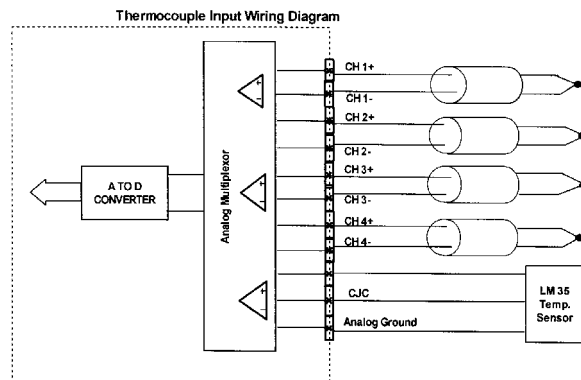 Thermocouple Input Wiring Diagram
CH 1+
CH 1-
CH 2+
CH 2-
CH 3+
CH 3-
CH 4+
CH 4-
CJC
Analog Ground
Analog Multiplexor
A TO D
CONVERTER
LM 35
Temp.
Sensor